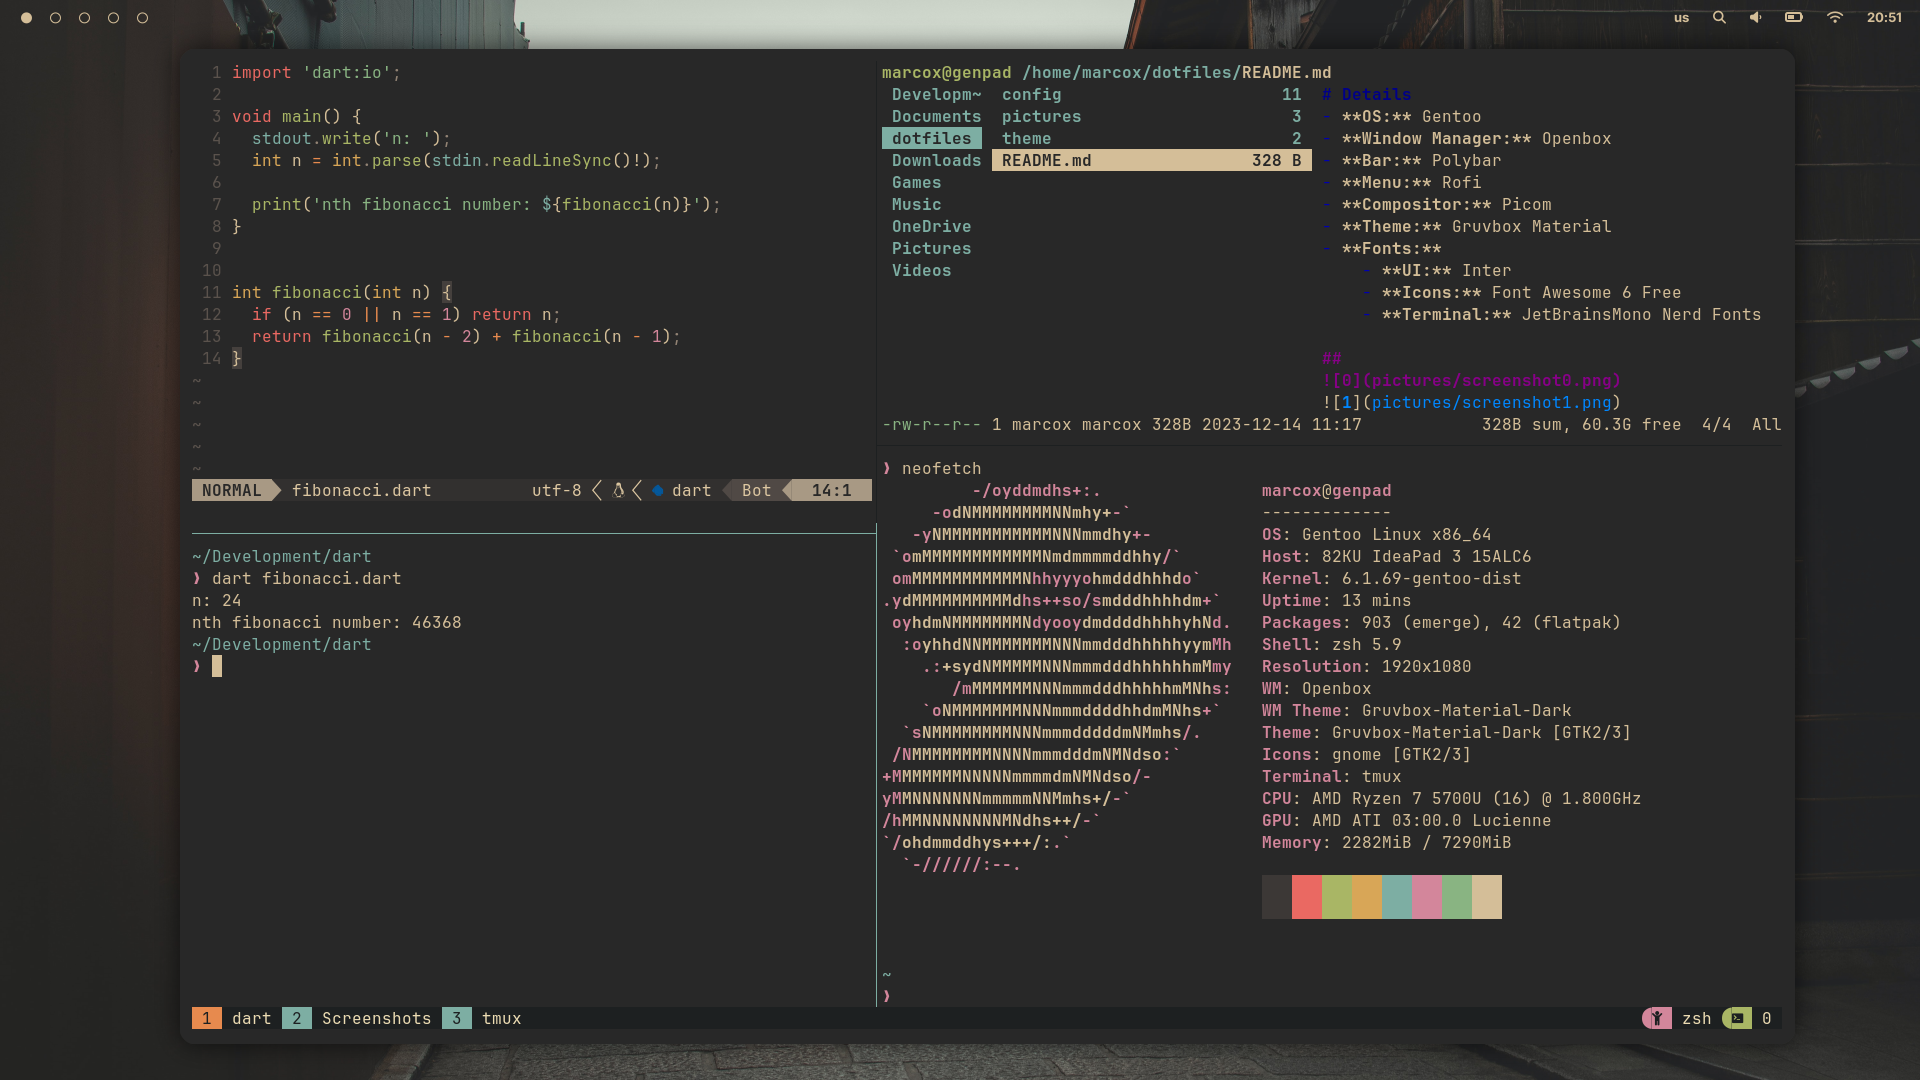 us 20:51
1 import 'dart:io';
2
3 void main() {
4   stdout.write('n: ');
5   int n = int.parse(stdin.readLineSync()!);
6
7   print('nth fibonacci number: ${fibonacci(n)}');
8 }
9
10
11 int fibonacci(int n) {
12   if (n == 0 || n == 1) return n;
13   return fibonacci(n - 2) + fibonacci(n - 1);
14 }
~
~
~
~
~
NORMAL fibonacci.dart utf-8 dart Bot 14:1
~/Development/dart
❱ dart fibonacci.dart
n: 24
nth fibonacci number: 46368
~/Development/dart
❱
marcox@genpad /home/marcox/dotfiles/README.md
Developm~ config 11 # Details
Documents pictures 3 - **OS:** Gentoo
dotfiles theme 2 - **Window Manager:** Openbox
Downloads README.md 328 B - **Bar:** Polybar
Games - **Menu:** Rofi
Music - **Compositor:** Picom
OneDrive - **Theme:** Gruvbox Material
Pictures - **Fonts:**
Videos - **UI:** Inter
- **Icons:** Font Awesome 6 Free
- **Terminal:** JetBrainsMono Nerd Fonts
##
![0](pictures/screenshot0.png)
![1](pictures/screenshot1.png)
-rw-r--r-- 1 marcox marcox 328B 2023-12-14 11:17 328B sum, 60.3G free 4/4 All
❱ neofetch
-/oyddmdhs+:. marcox@genpad
-odNMMMMMMMMNNmhy+-` -------------
-yNMMMMMMMMMMMNNNmmdhy+- OS: Gentoo Linux x86_64
`omMMMMMMMMMMMMNmdmmmmddhhy/` Host: 82KU IdeaPad 3 15ALC6
omMMMMMMMMMMMNhhyyyohmdddhhhdo` Kernel: 6.1.69-gentoo-dist
.ydMMMMMMMMMMdhs++so/smdddhhhhdm+` Uptime: 13 mins
oyhdmNMMMMMMMNdyooydmddddhhhhyhNd. Packages: 903 (emerge), 42 (flatpak)
:oyhhdNNMMMMMMMNNNmmdddhhhhhyymMh Shell: zsh 5.9
.:+sydNMMMMMNNNmmmdddhhhhhhmMmy Resolution: 1920x1080
/mMMMMMMNNNmmmdddhhhhhmMNhs: WM: Openbox
`oNMMMMMMMNNNmmmddddhhdmMNhs+` WM Theme: Gruvbox-Material-Dark
`sNMMMMMMMMNNNmmmdddddmNMmhs/. Theme: Gruvbox-Material-Dark [GTK2/3]
/NMMMMMMMMNNNNmmmdddmNMNdso:` Icons: gnome [GTK2/3]
+MMMMMMMNNNNNmmmmdmNMNdso/- Terminal: tmux
yMMNNNNNNNmmmmmNNMmhs+/-` CPU: AMD Ryzen 7 5700U (16) @ 1.800GHz
/hMMNNNNNNNNMNdhs++/-` GPU: AMD ATI 03:00.0 Lucienne
`/ohdmmddhys+++/:.` Memory: 2282MiB / 7290MiB
`-//////:--.
~
❱
1 dart 2 Screenshots 3 tmux zsh 0